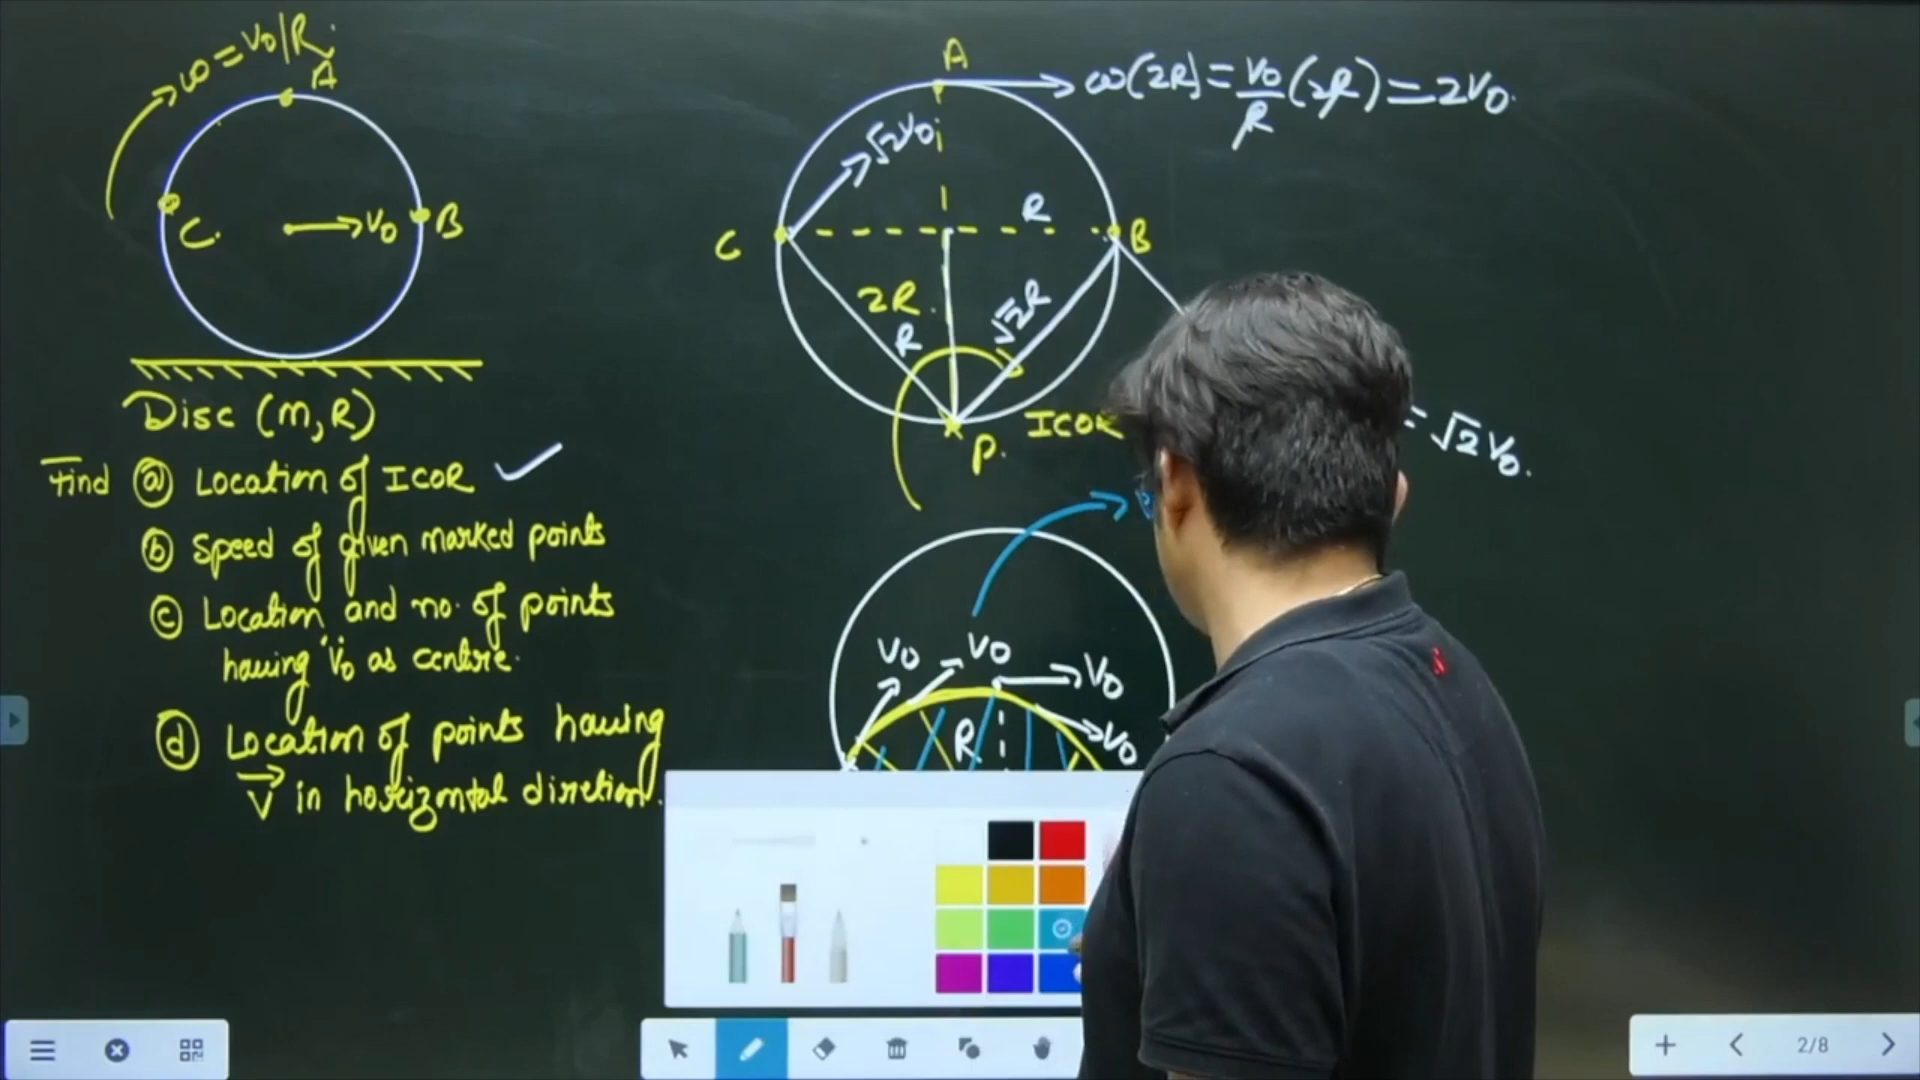 ω = V0/R
A
C
V0
B
Disc (m, R)
Find (a) Location of ICOR ✓
(b) Speed of given marked points
(c) Location and no. of points
having "V0 as centre.
(d) Location of points having
V⃗ in horizontal direction.
A
ω(2R) = V0/R (2R) = 2V0.
√2V0
R
C
B
2R
R
√2R
ICOR
P.
= √2 V0.
V0
V0
V0
V0
R
2/8